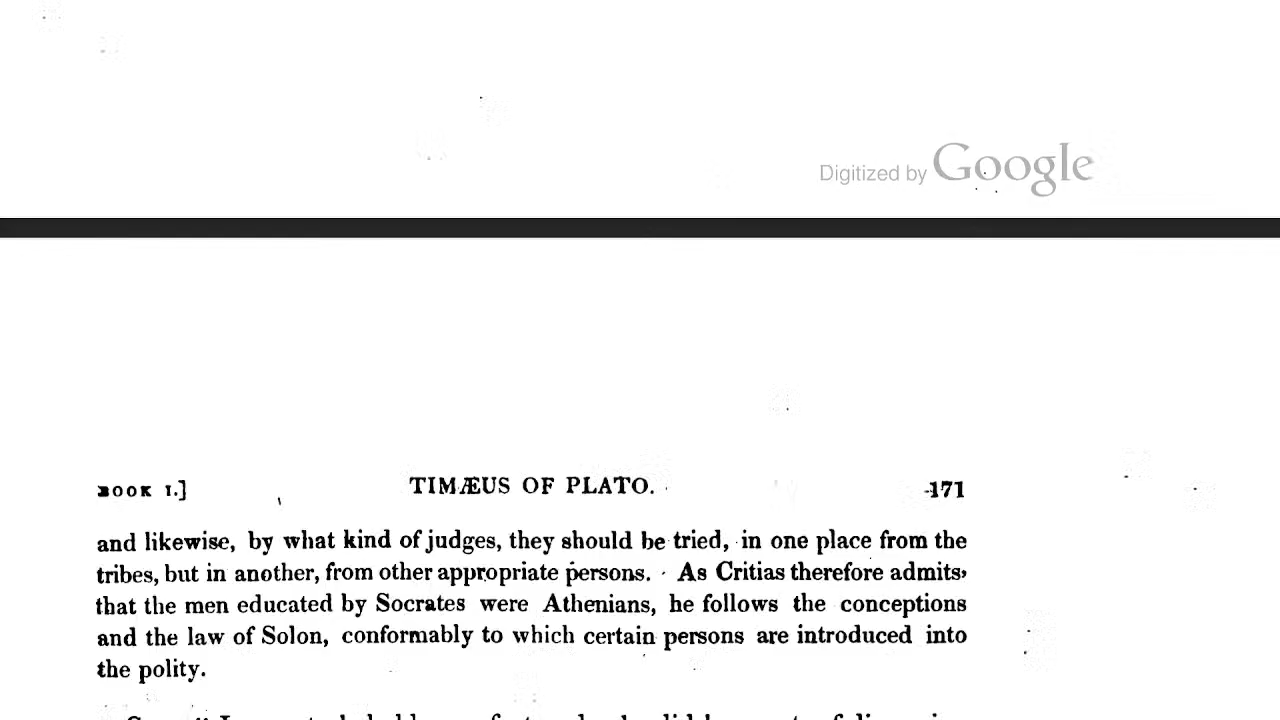 Digitized by Google
BOOK I.] TIMÆUS OF PLATO. 171
and likewise, by what kind of judges, they should be tried, in one place from the
tribes, but in another, from other appropriate persons. As Critias therefore admits,
that the men educated by Socrates were Athenians, he follows the conceptions
and the law of Solon, conformably to which certain persons are introduced into
the polity.